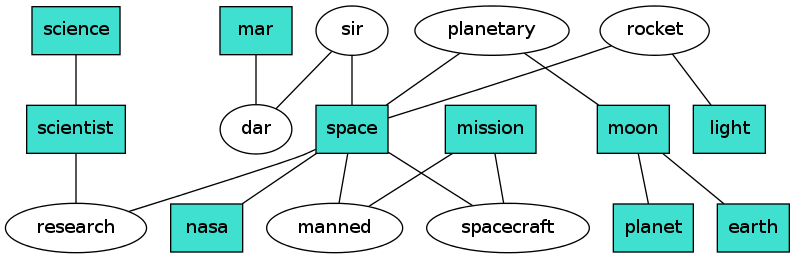 science
mar
sir
planetary
rocket
scientist
dar
space
mission
moon
light
research
nasa
manned
spacecraft
planet
earth